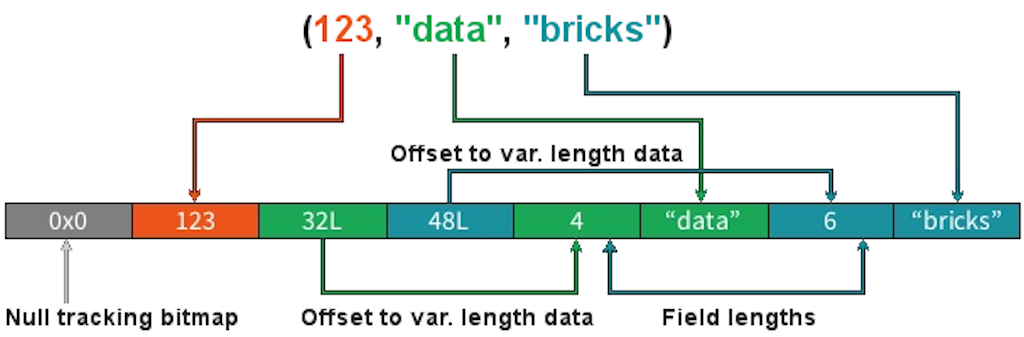 (123, "data", "bricks")
Offset to var. length data
0x0 123 32L 48L 4 “data” 6 “bricks”
Null tracking bitmap Offset to var. length data Field lengths